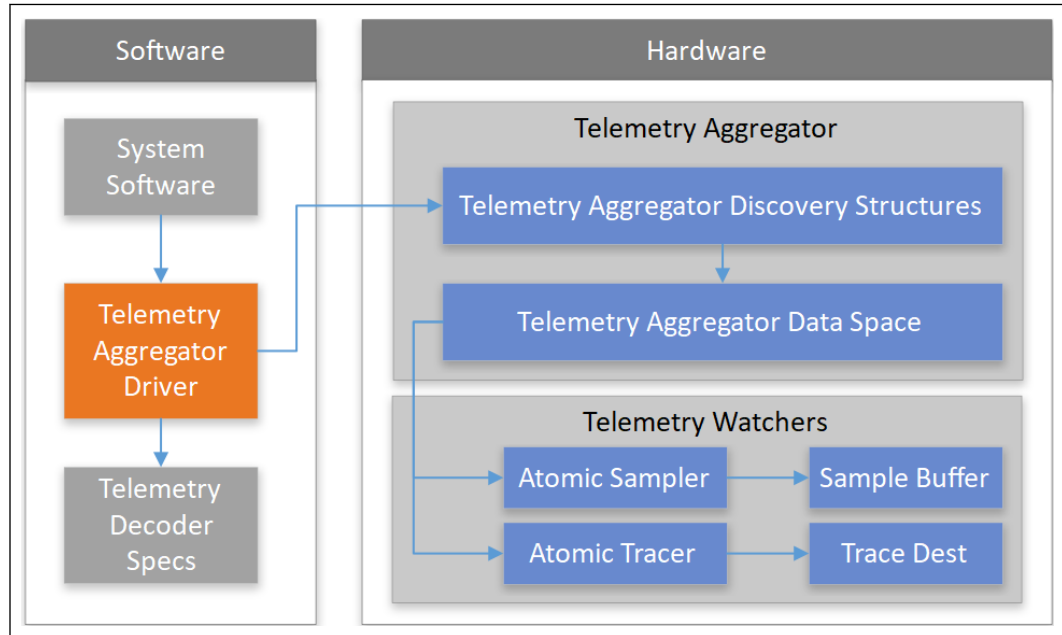 Software
System
Software
Telemetry
Aggregator
Driver
Telemetry
Decoder
Specs
Hardware
Telemetry Aggregator
Telemetry Aggregator Discovery Structures
Telemetry Aggregator Data Space
Telemetry Watchers
Atomic Sampler
Sample Buffer
Atomic Tracer
Trace Dest